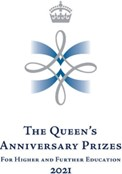 The Queen's
Anniversary Prizes
For Higher and Further Education
2021